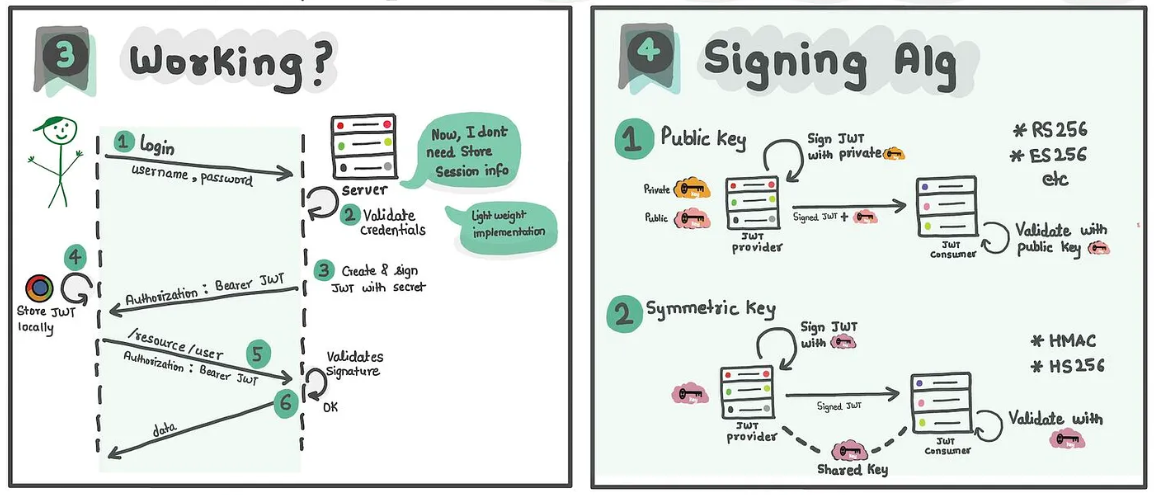 3 Working?
1 Login
username, password
server
Now, I dont
need Store
Session info
2 Validate
credentials
Light weight
implementation
3 Create & sign
JWT with secret
Authorization : Bearer JWT
4
Store JWT
locally
/resource/user
5
Authorization : Bearer JWT
Validates
Signature
OK
6
data
4 Signing Alg
1 Public Key
Sign JWT
with private
* RS256
* ES256
etc
Private
Public
Signed JWT +
JWT
provider
JWT
Consumer
Validate with
public key
2 Symmetric Key
Sign JWT
with
* HMAC
* HS256
Signed JWT
JWT
provider
JWT
Consumer
Validate with
Shared Key